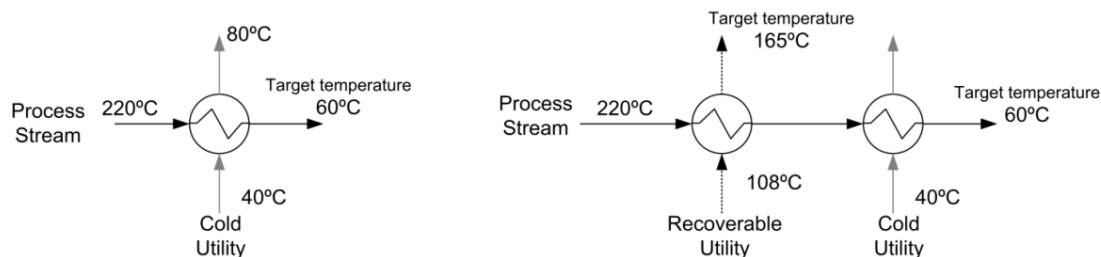 80ºC
Target temperature
60ºC
220ºC
Process
Stream
40ºC
Cold
Utility
Target temperature
165ºC
Target temperature
60ºC
220ºC
Process
Stream
108ºC
40ºC
Recoverable
Utility
Cold
Utility